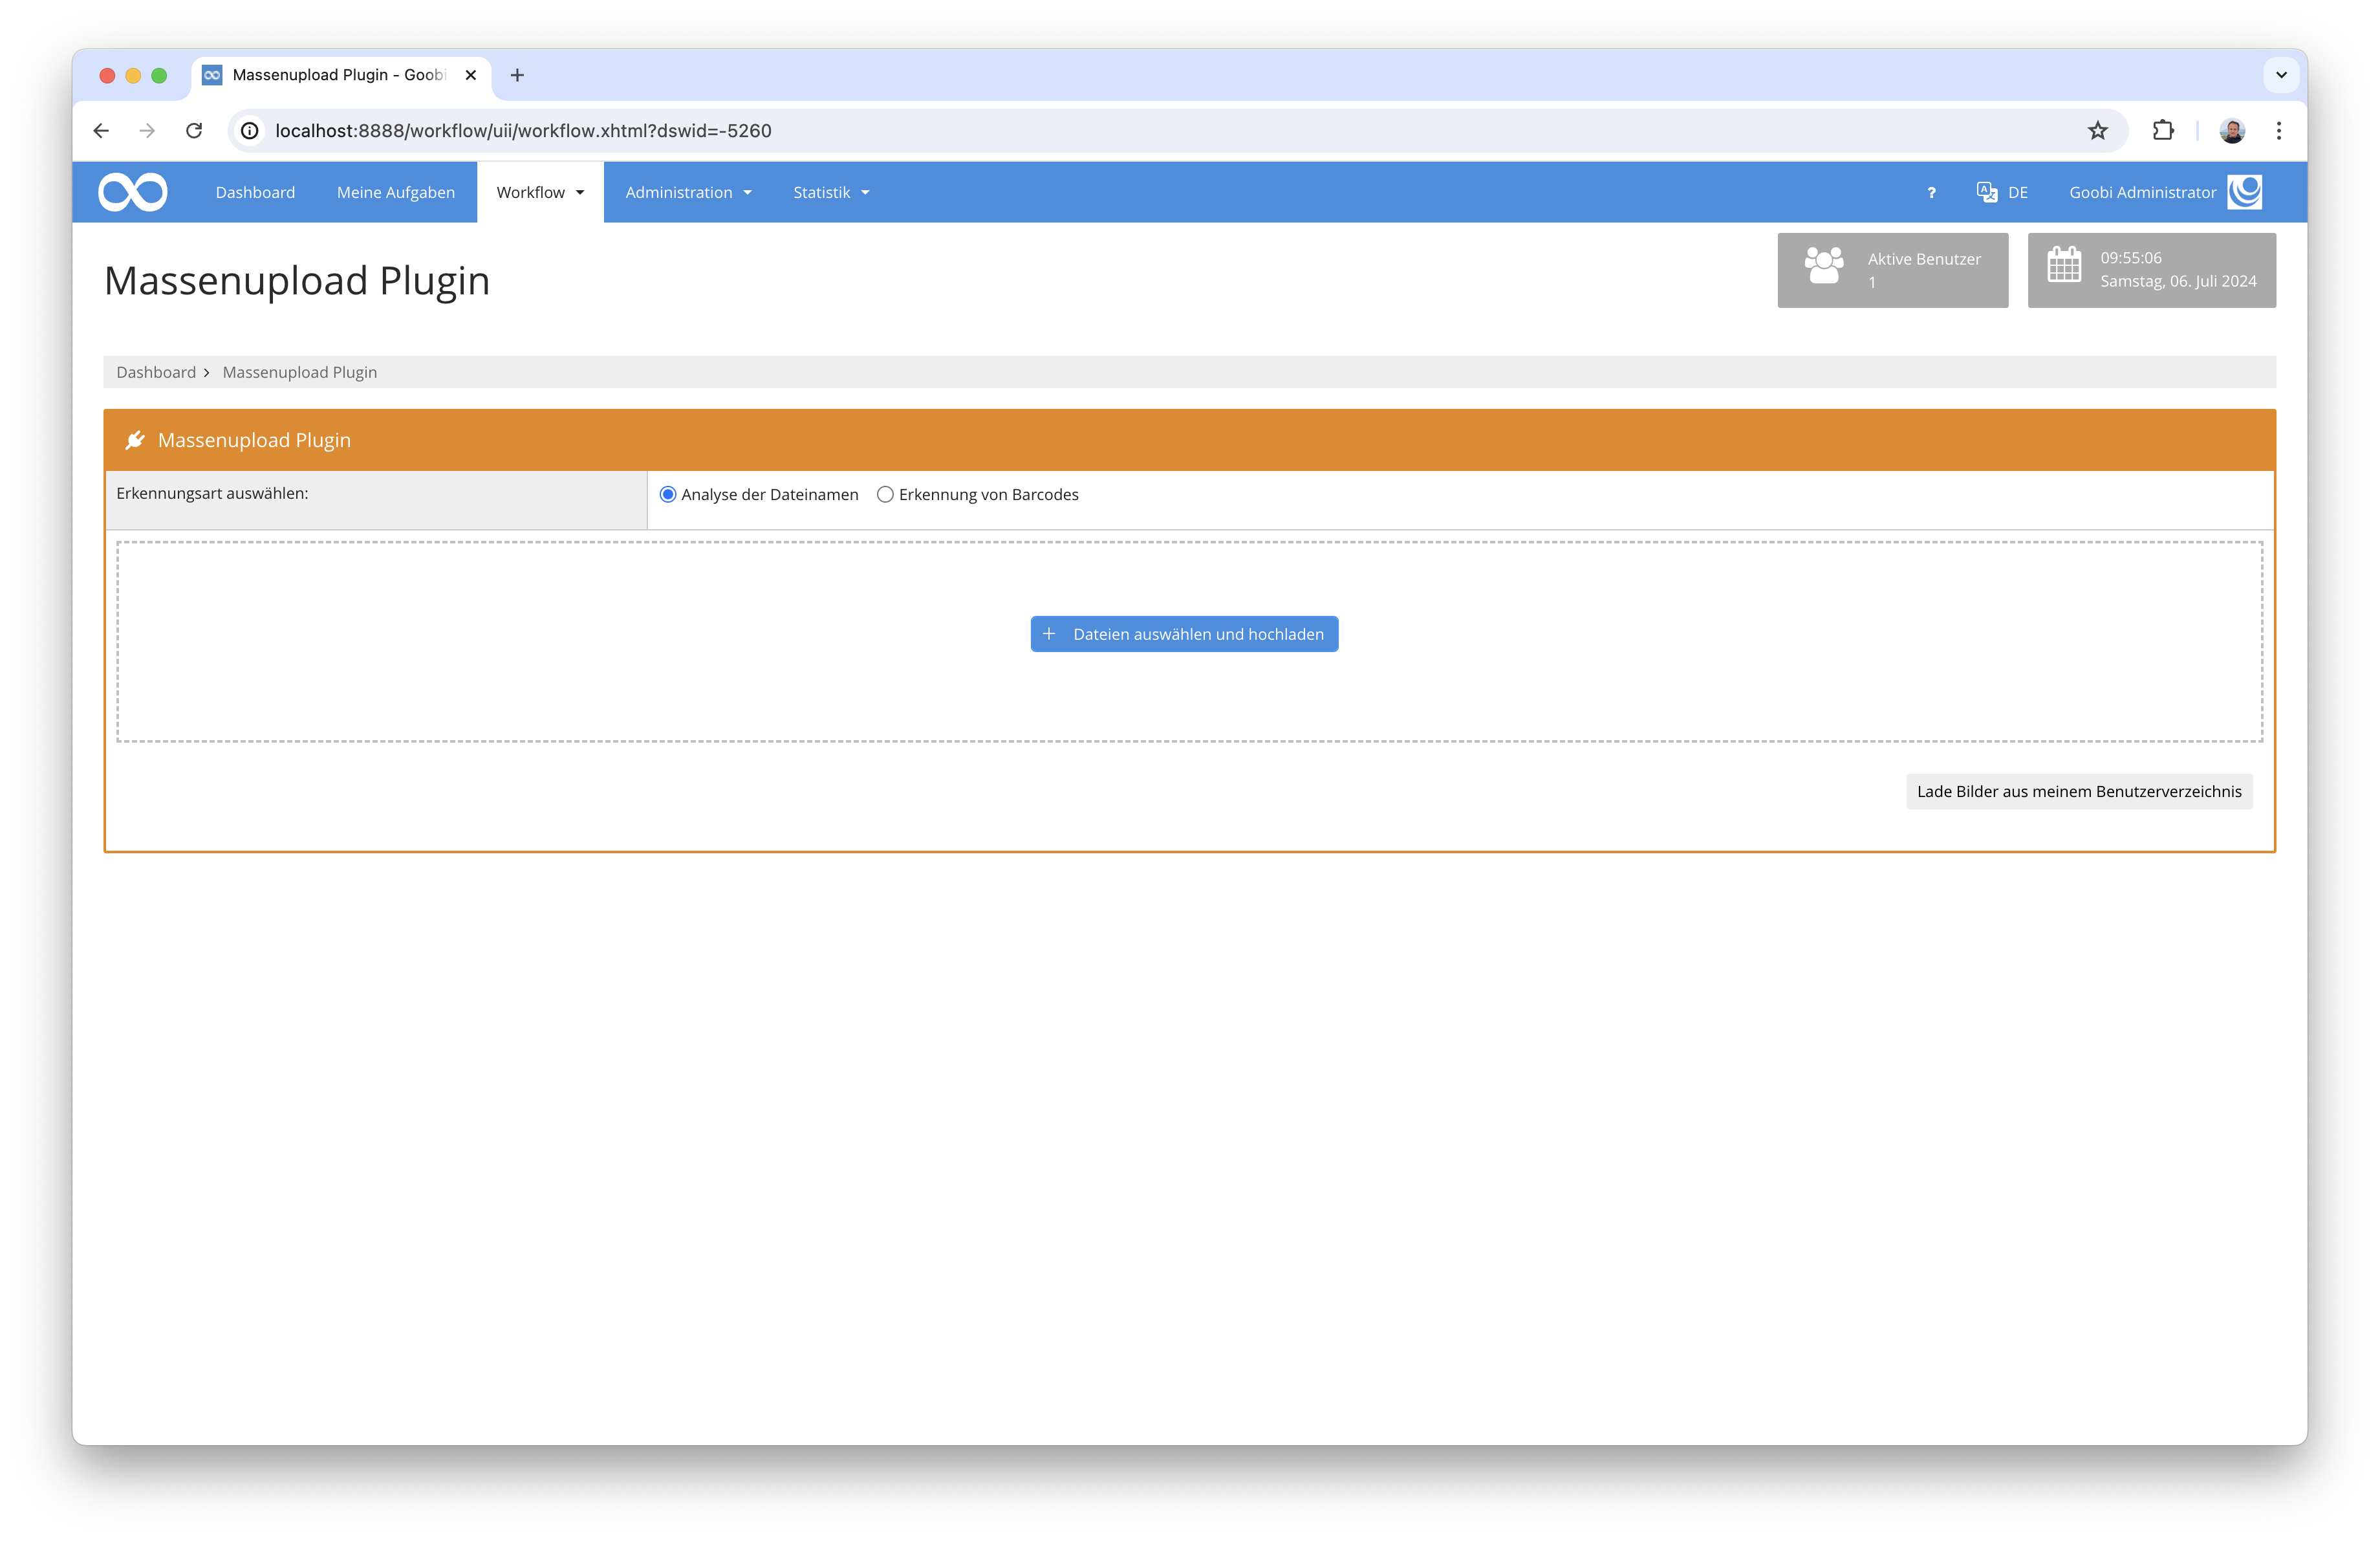 Massenupload Plugin - Goobi
localhost:8888/workflow/uii/workflow.xhtml?dswid=-5260
Dashboard Meine Aufgaben Workflow Administration Statistik ? DE Goobi Administrator
Massenupload Plugin
Aktive Benutzer
1
09:55:06
Samstag, 06. Juli 2024
Dashboard > Massenupload Plugin
Massenupload Plugin
Erkennungsart auswählen:
Analyse der Dateinamen Erkennung von Barcodes
+ Dateien auswählen und hochladen
Lade Bilder aus meinem Benutzerverzeichnis